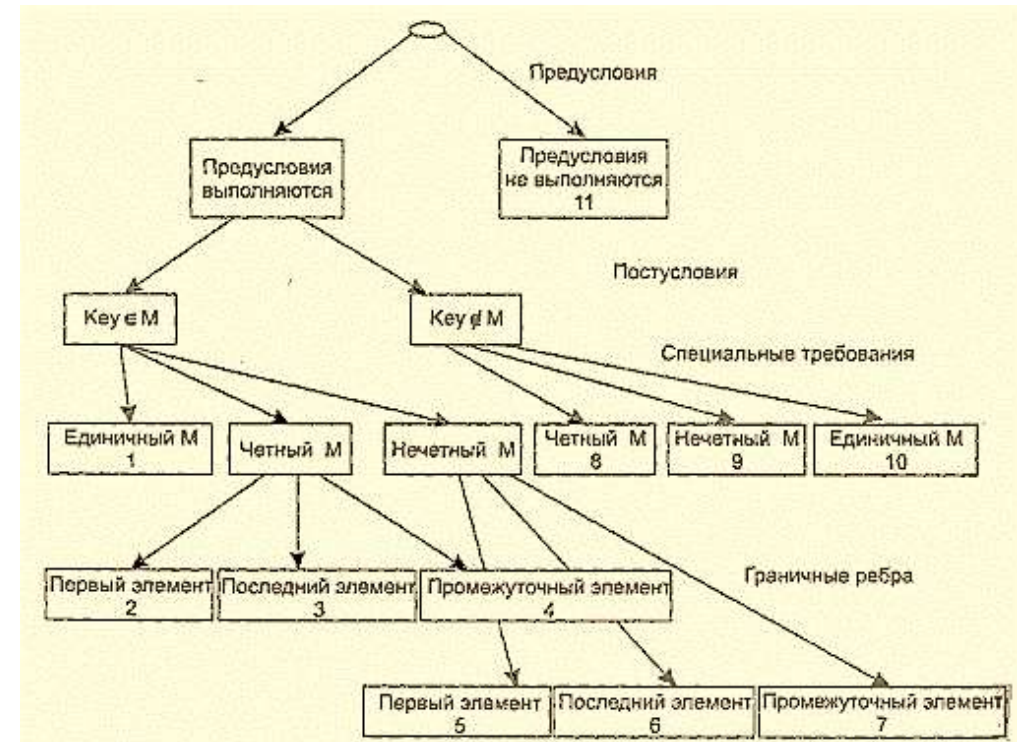 Предусловия
Предусловия
выполняются
Предусловия
не выполняются
11
Постусловия
Key ∈ M
Key ∉ M
Специальные требования
Единичный М
1
Четный М
Нечетный М
Четный М
8
Нечетный М
9
Единичный М
10
Первый элемент
2
Последний элемент
3
Промежуточный элемент
4
Граничные ребра
Первый элемент
5
Последний элемент
6
Промежуточный элемент
7